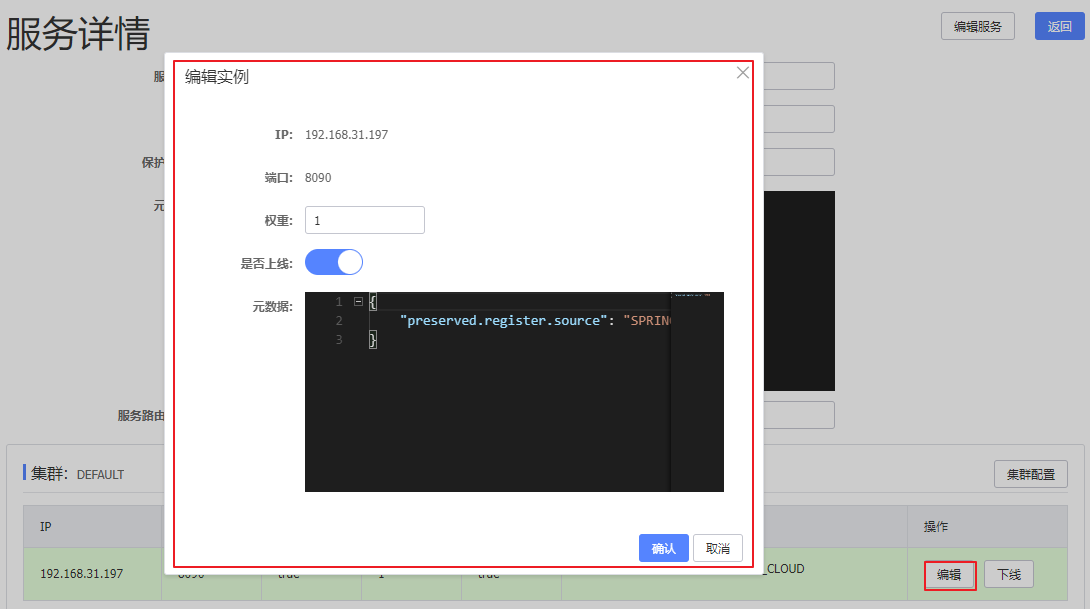 服务详情
编辑服务
返回
编辑实例
IP:
192.168.31.197
端口:
8090
保护
权重:
1
元
是否上线:
元数据:
1 {
2 "preserved.register.source": "SPRING
3 }
服务路由
集群:
DEFAULT
集群配置
确认
取消
IP
操作
192.168.31.197
8090
true
1
true
_CLOUD
编辑
下线